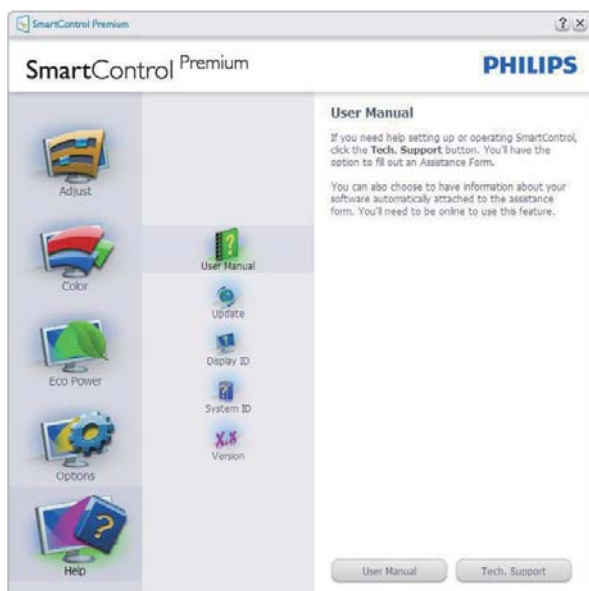 SmartControl Premium
SmartControl Premium
PHILIPS
Adjust
Color
Eco Power
Options
Help
User Manual
Update
Display ID
System ID
X.X
Version
User Manual
If you need help setting up or operating SmartControl,
click the Tech. Support button. You'll have the
option to fill out an Assistance Form.
You can also choose to have information about your
software automatically attached to the assistance
form. You'll need to be online to use this feature.
User Manual
Tech. Support